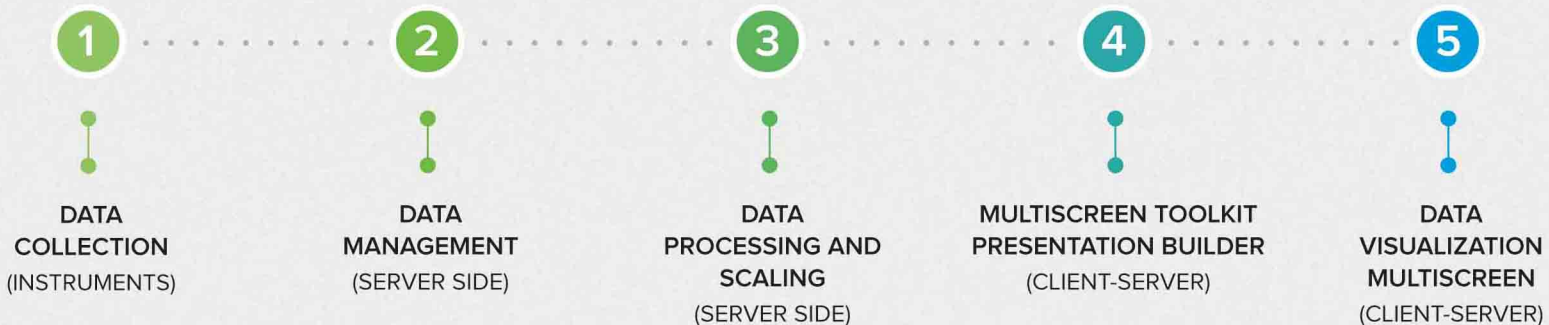 1
2
3
4
5
DATA
COLLECTION
(INSTRUMENTS)
DATA
MANAGEMENT
(SERVER SIDE)
DATA
PROCESSING AND
SCALING
(SERVER SIDE)
MULTISCREEN TOOLKIT
PRESENTATION BUILDER
(CLIENT-SERVER)
DATA
VISUALIZATION
MULTISCREEN
(CLIENT-SERVER)